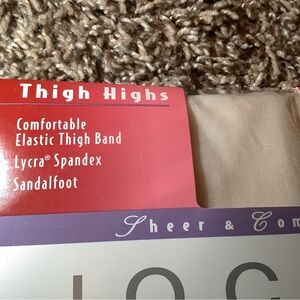 Thigh Highs
Comfortable
Elastic Thigh Band
Lycra® Spandex
Sandalfoot
Sheer &